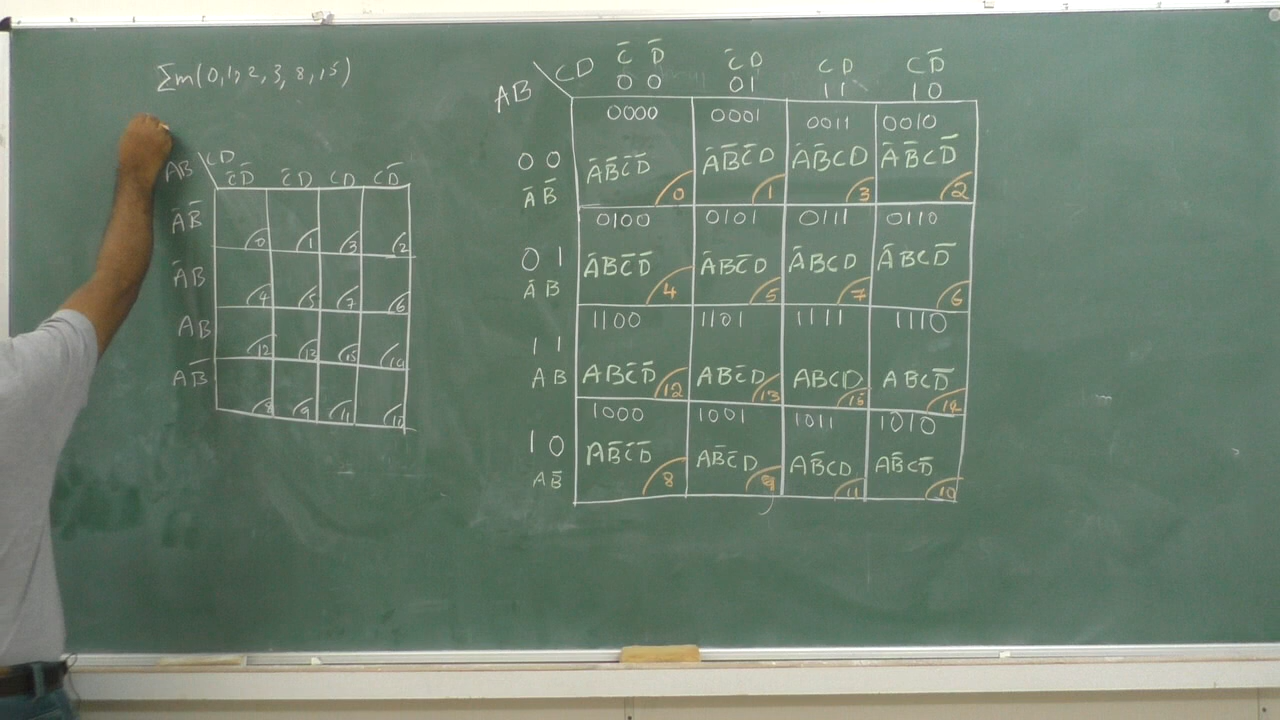 ∑m(0,1,2,3,8,15)
AB CD
C̄D̄ C̄D CD CD̄
ĀB̄ 0 1 3 2
ĀB 4 5 7 6
AB 12 13 15 14
AB̄ 8 9 11 10
C̄ D̄ C̄ D C D C D̄
AB CD 0 0 01 11 10
0000 0001 0011 0010
0 0 ĀB̄C̄D̄ ĀB̄C̄D ĀB̄CD ĀB̄CD̄
Ā B̄ 0 1 3 2
0100 0101 0111 0110
0 1 ĀBC̄D̄ ĀBC̄D ĀBCD ĀBCD̄
Ā B 4 5 7 6
1100 1101 1111 1110
1 1
A B ABC̄D̄ 12 ABC̄D 13 ABCD 15 ABCD̄ 14
1000 1001 1011 1010
1 0 AB̄C̄D̄ AB̄C̄D AB̄CD AB̄CD̄
AB̄ 8 9 11 10